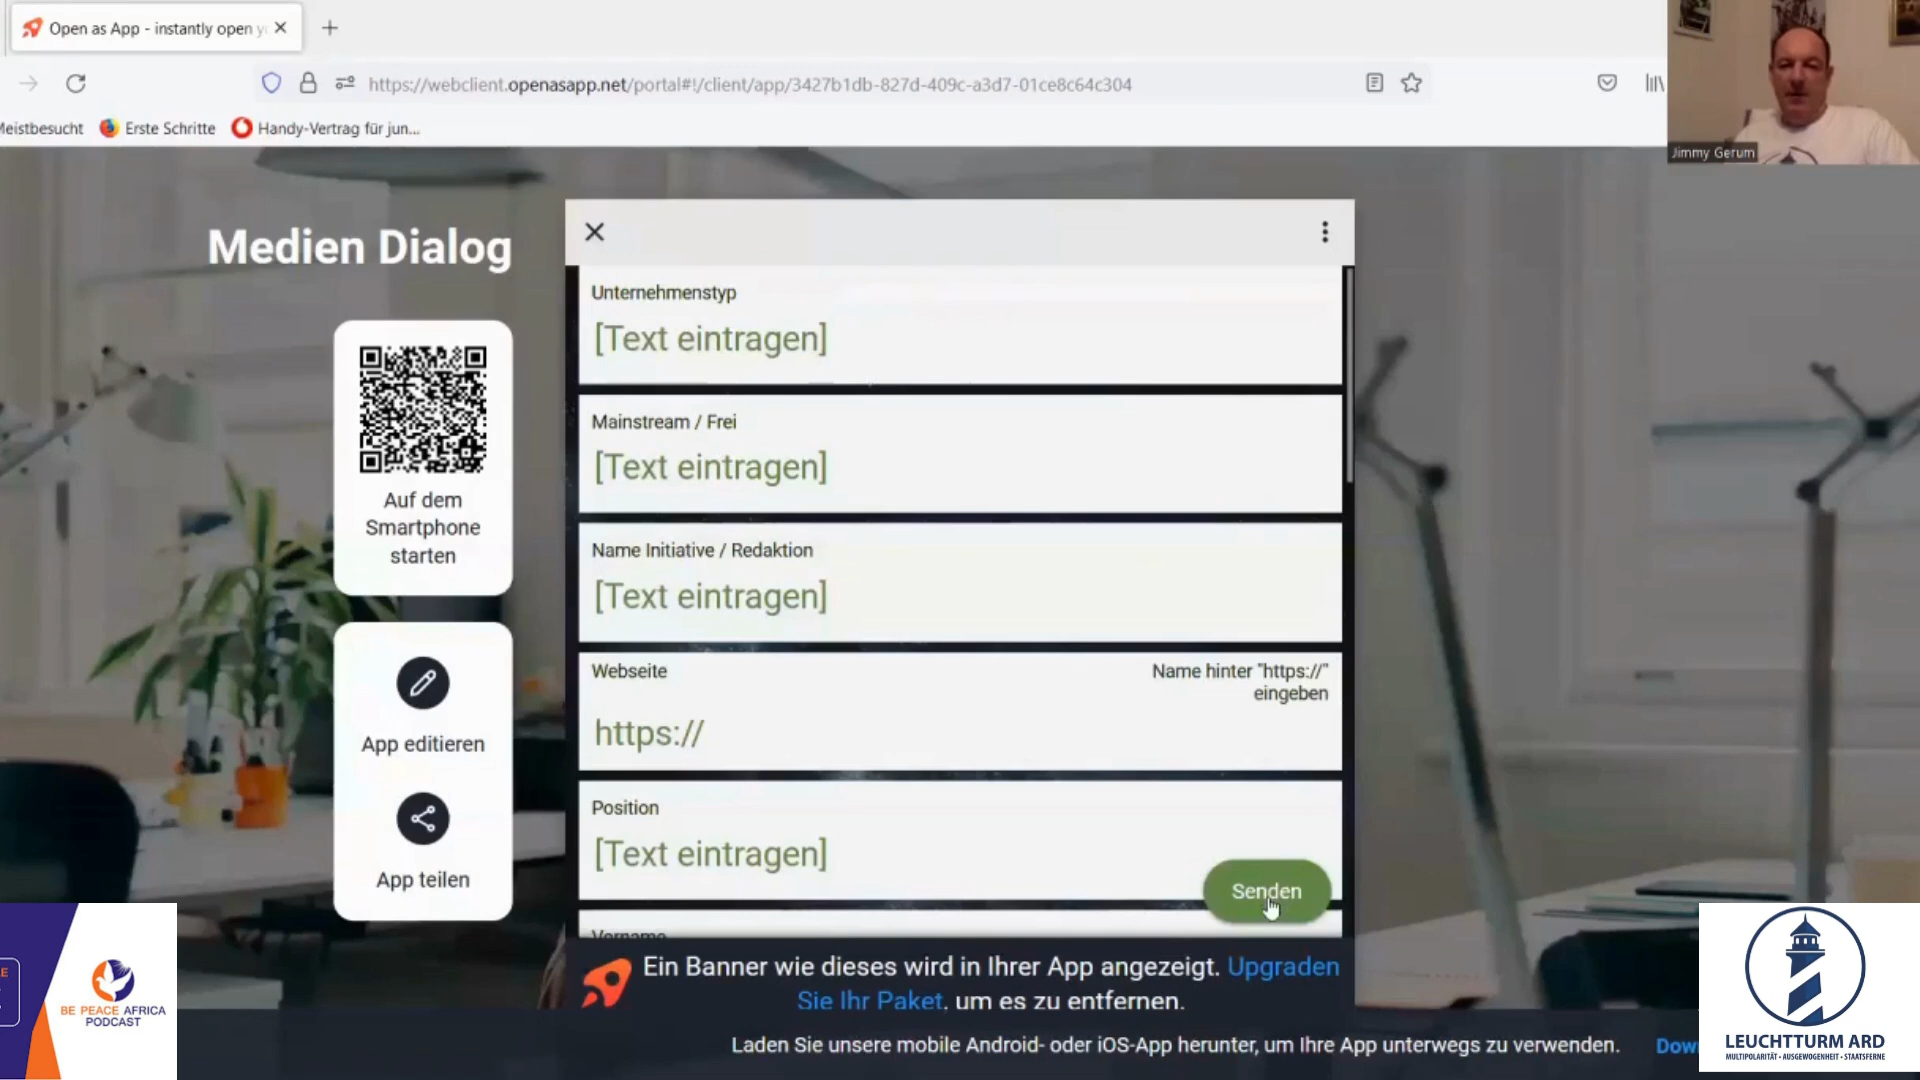 Open as App - instantly open y
https://webclient.openasapp.net/portal#!/client/app/3427b1db-827d-409c-a3d7-01ce8c64c304
Meistbesucht
Erste Schritte
Handy-Vertrag für jun...
Jimmy Gerum
Medien Dialog
Auf dem
Smartphone
starten
App editieren
App teilen
Unternehmenstyp
[Text eintragen]
Mainstream / Frei
[Text eintragen]
Name Initiative / Redaktion
[Text eintragen]
Webseite
Name hinter "https://"
eingeben
https://
Position
[Text eintragen]
Senden
Vorname
Ein Banner wie dieses wird in Ihrer App angezeigt. Upgraden
Sie Ihr Paket, um es zu entfernen.
Laden Sie unsere mobile Android- oder iOS-App herunter, um Ihre App unterwegs zu verwenden.
Dow
BE PEACE AFRICA
PODCAST
LEUCHTTURM ARD
MULTIPOLARITÄT • AUSGEWOGENHEIT • STAATSFERNE